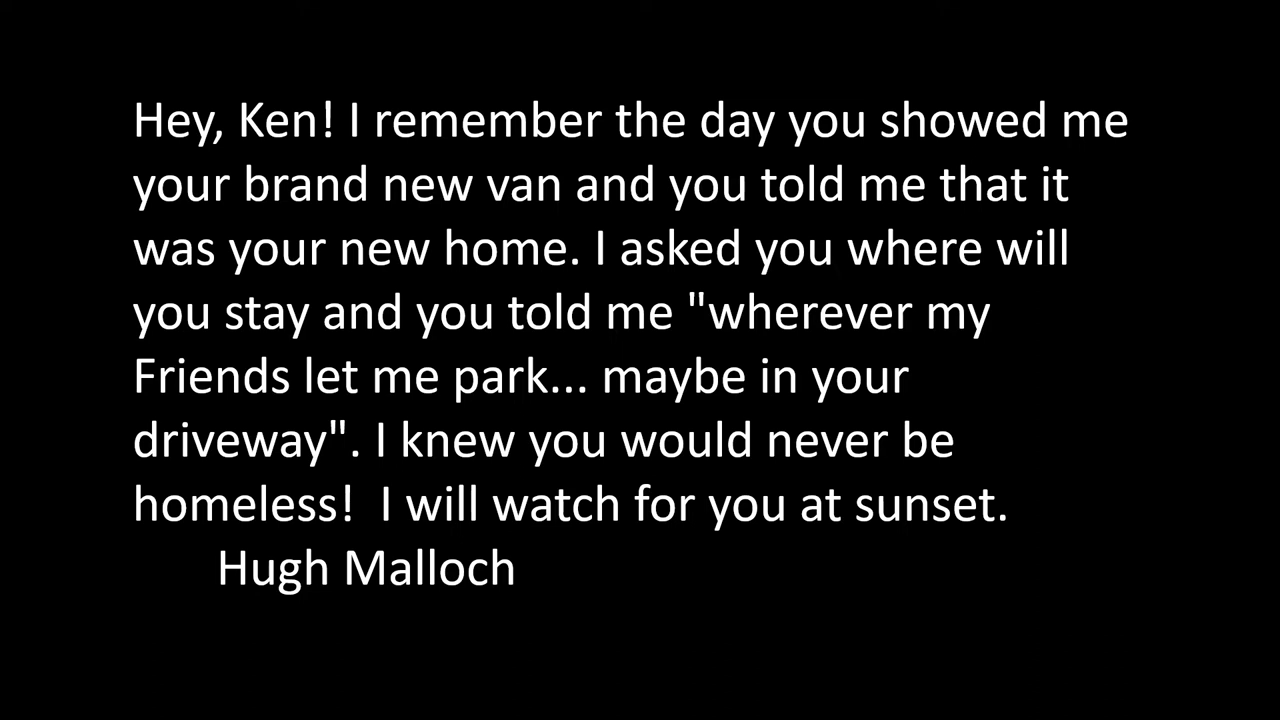 Hey, Ken! I remember the day you showed me
your brand new van and you told me that it
was your new home. I asked you where will
you stay and you told me "wherever my
Friends let me park... maybe in your
driveway". I knew you would never be
homeless!  I will watch for you at sunset.
Hugh Malloch